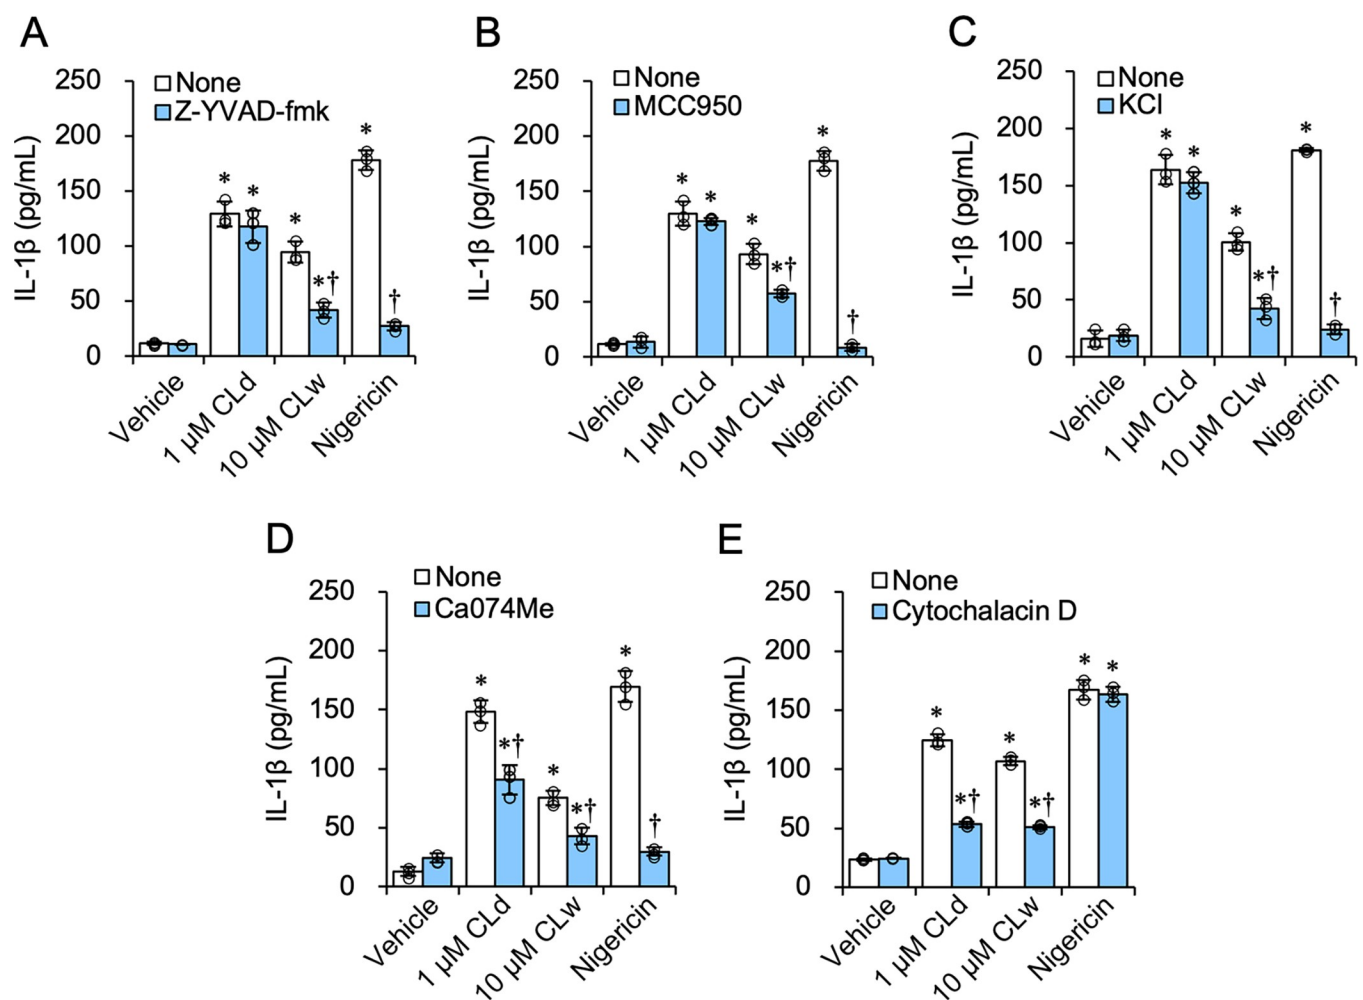 A
IL-1β (pg/mL)
250
200
150
100
50
0
None
Z-YVAD-fmk
*
*
*
*†
*
†
Vehicle
1 µM CLd
10 µM CLw
Nigericin
B
IL-1β (pg/mL)
250
200
150
100
50
0
None
MCC950
*
*
*
*†
*
†
Vehicle
1 µM CLd
10 µM CLw
Nigericin
C
IL-1β (pg/mL)
250
200
150
100
50
0
None
KCl
*
*
*
*†
*
†
Vehicle
1 µM CLd
10 µM CLw
Nigericin
D
IL-1β (pg/mL)
250
200
150
100
50
0
None
Ca074Me
*
*†
*
*†
*
†
Vehicle
1 µM CLd
10 µM CLw
Nigericin
E
IL-1β (pg/mL)
250
200
150
100
50
0
None
Cytochalacin D
*
*†
*
*†
*
*
Vehicle
1 µM CLd
10 µM CLw
Nigericin